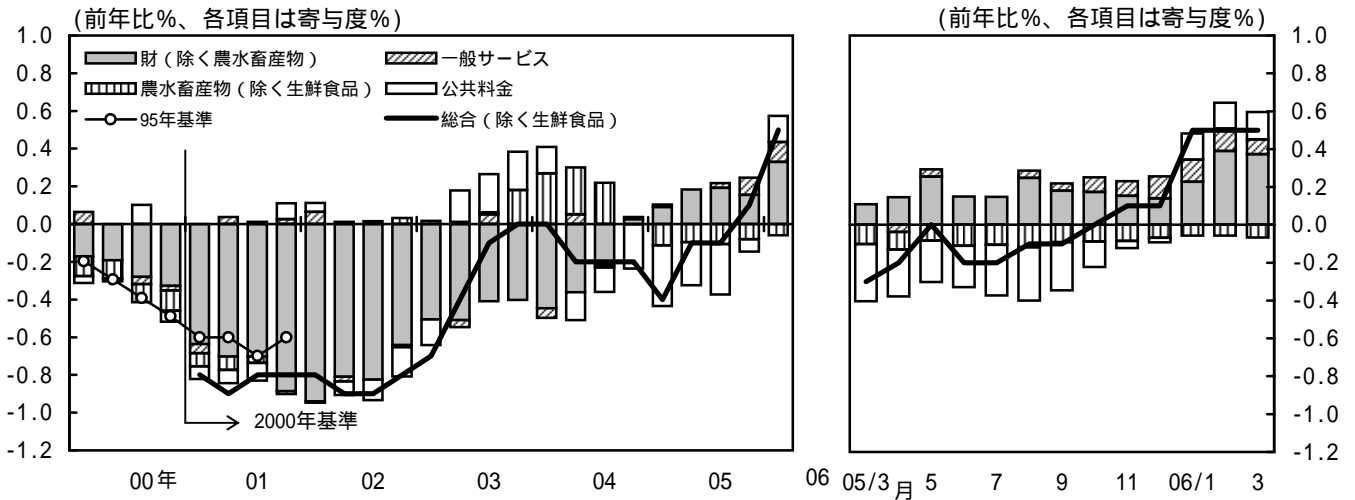 (前年比%、各項目は寄与度%)
(前年比%、各項目は寄与度%)
1.0
0.8
0.6
0.4
0.2
0.0
-0.2
-0.4
-0.6
-0.8
-1.0
-1.2
財(除く農水畜産物)
一般サービス
農水畜産物(除く生鮮食品)
公共料金
95年基準
総合(除く生鮮食品)
2000年基準
00年 01 02 03 04 05 06
1.0
0.8
0.6
0.4
0.2
0.0
-0.2
-0.4
-0.6
-0.8
-1.0
-1.2
05/3月 5 7 9 11 06/1 3